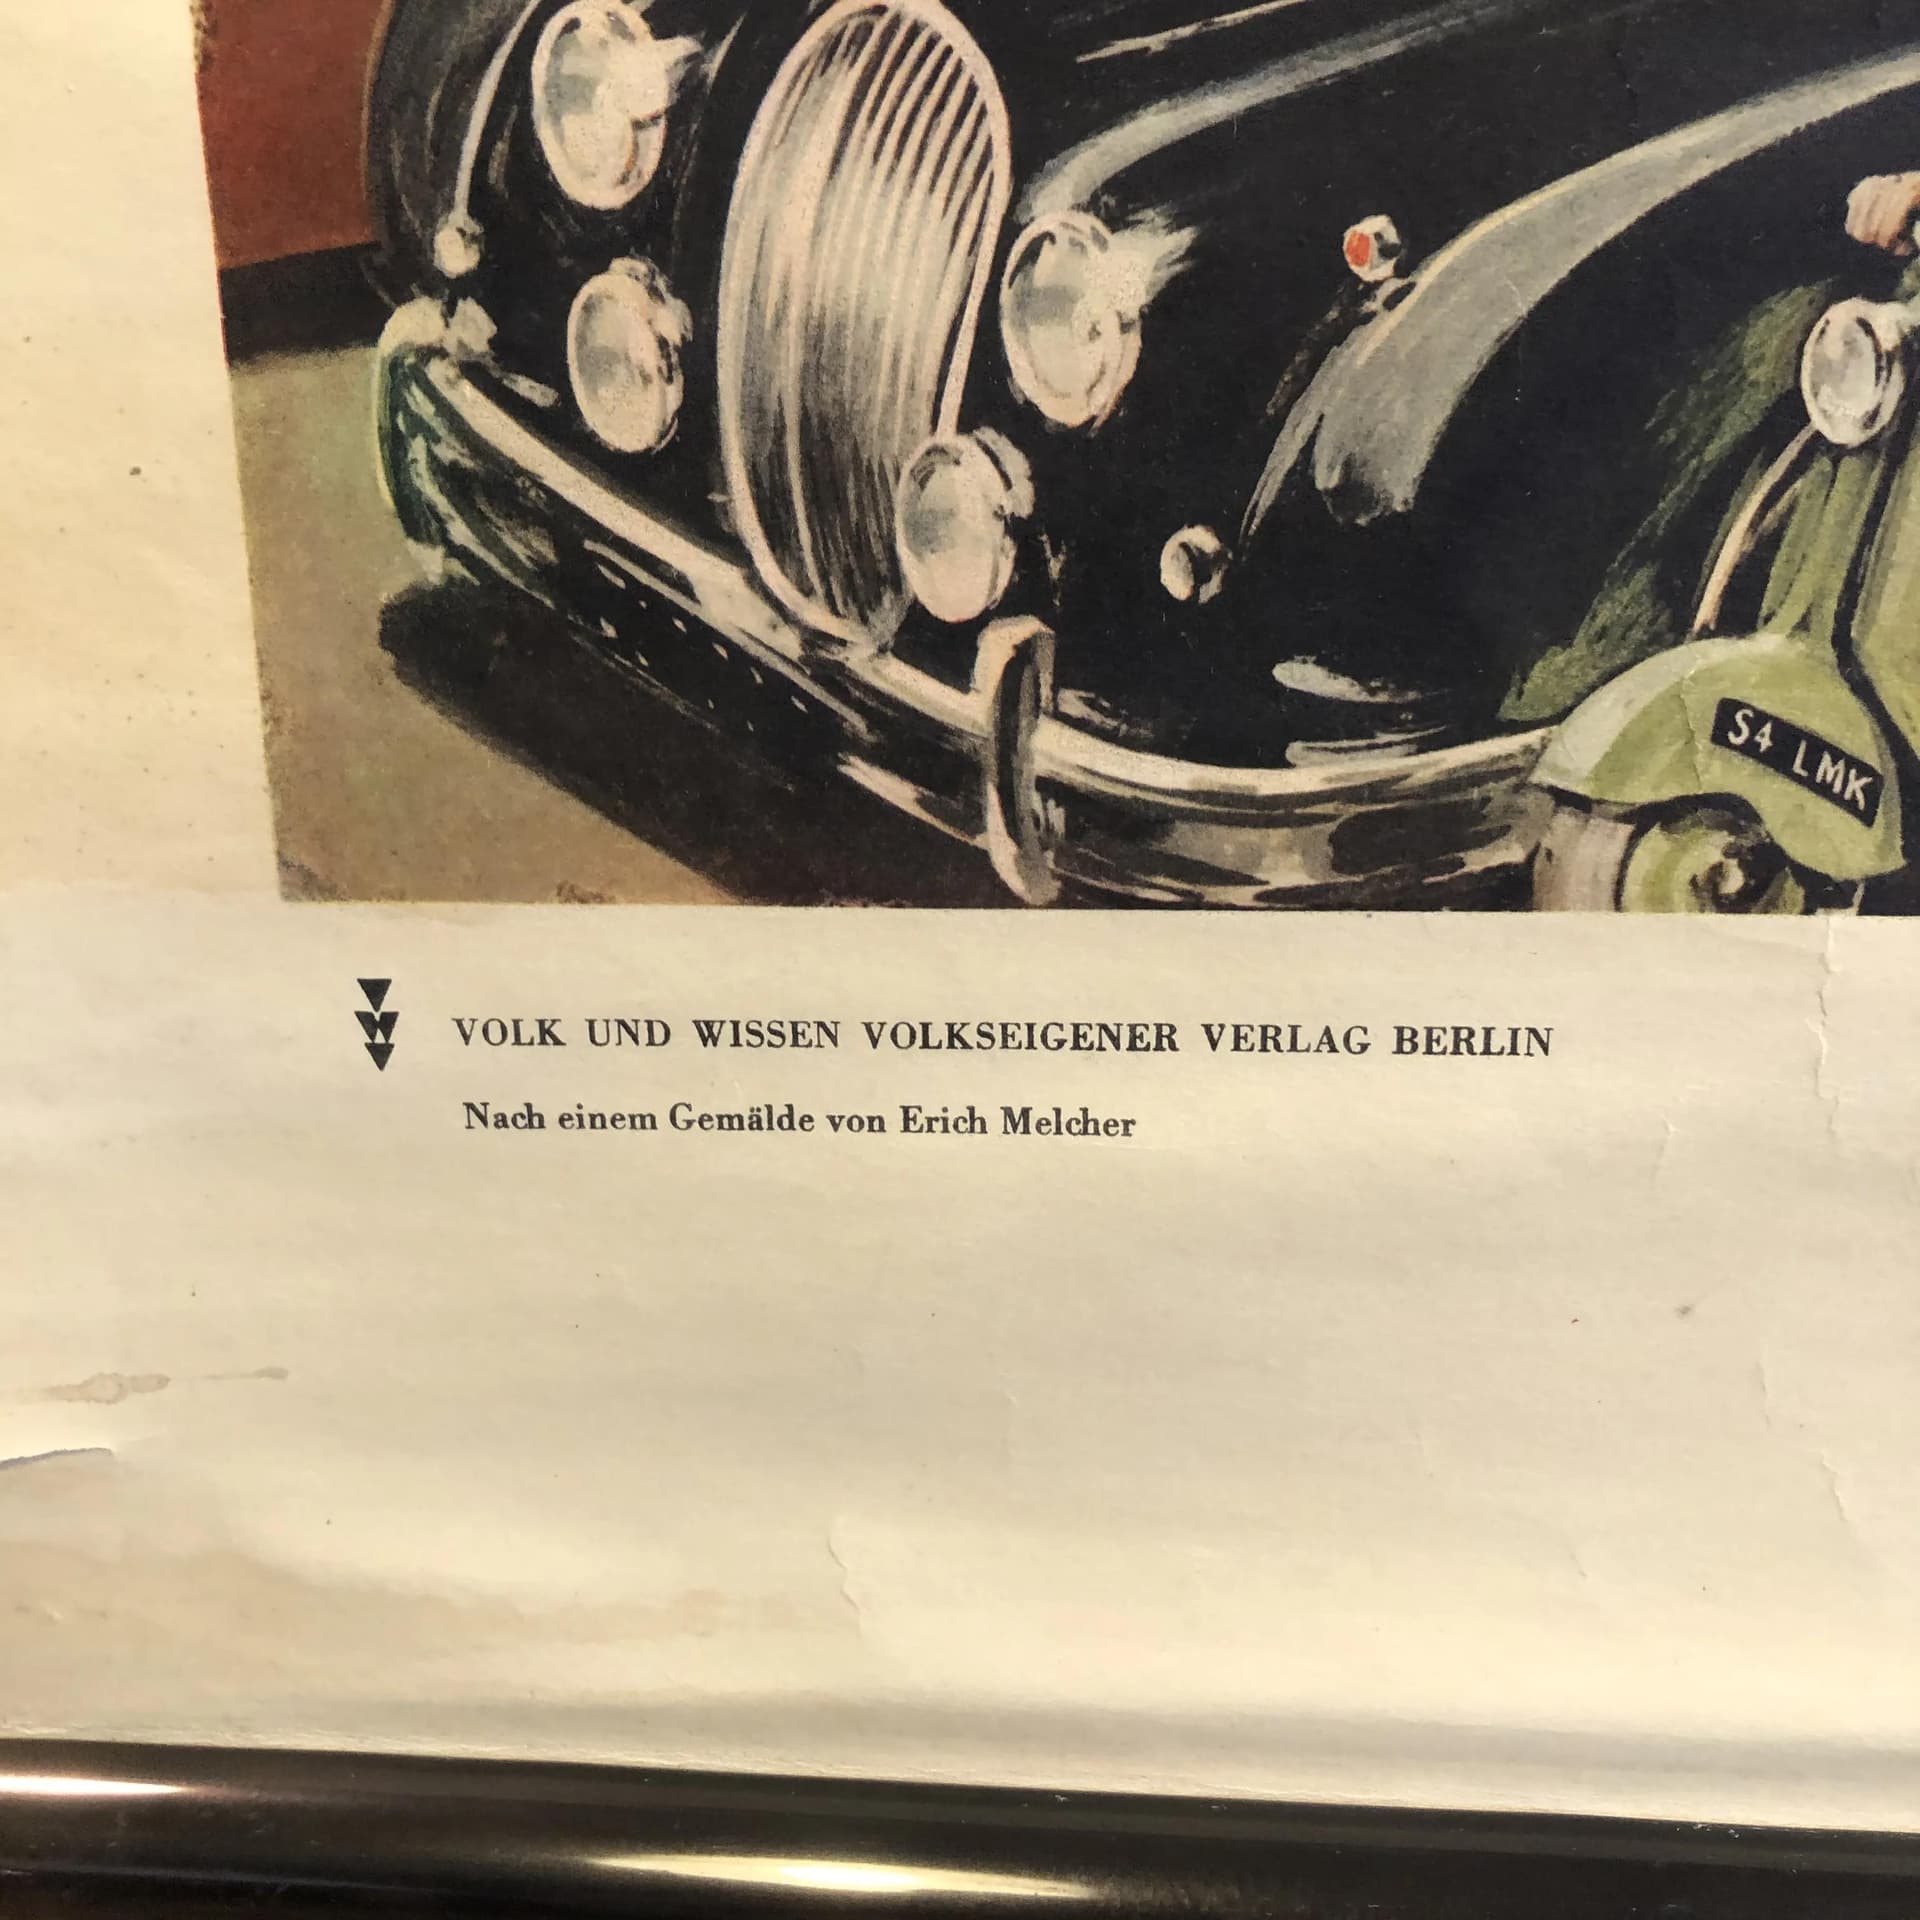 S4 LMK
VOLK UND WISSEN VOLKSEIGENER VERLAG BERLIN
Nach einem Gemälde von Erich Melcher